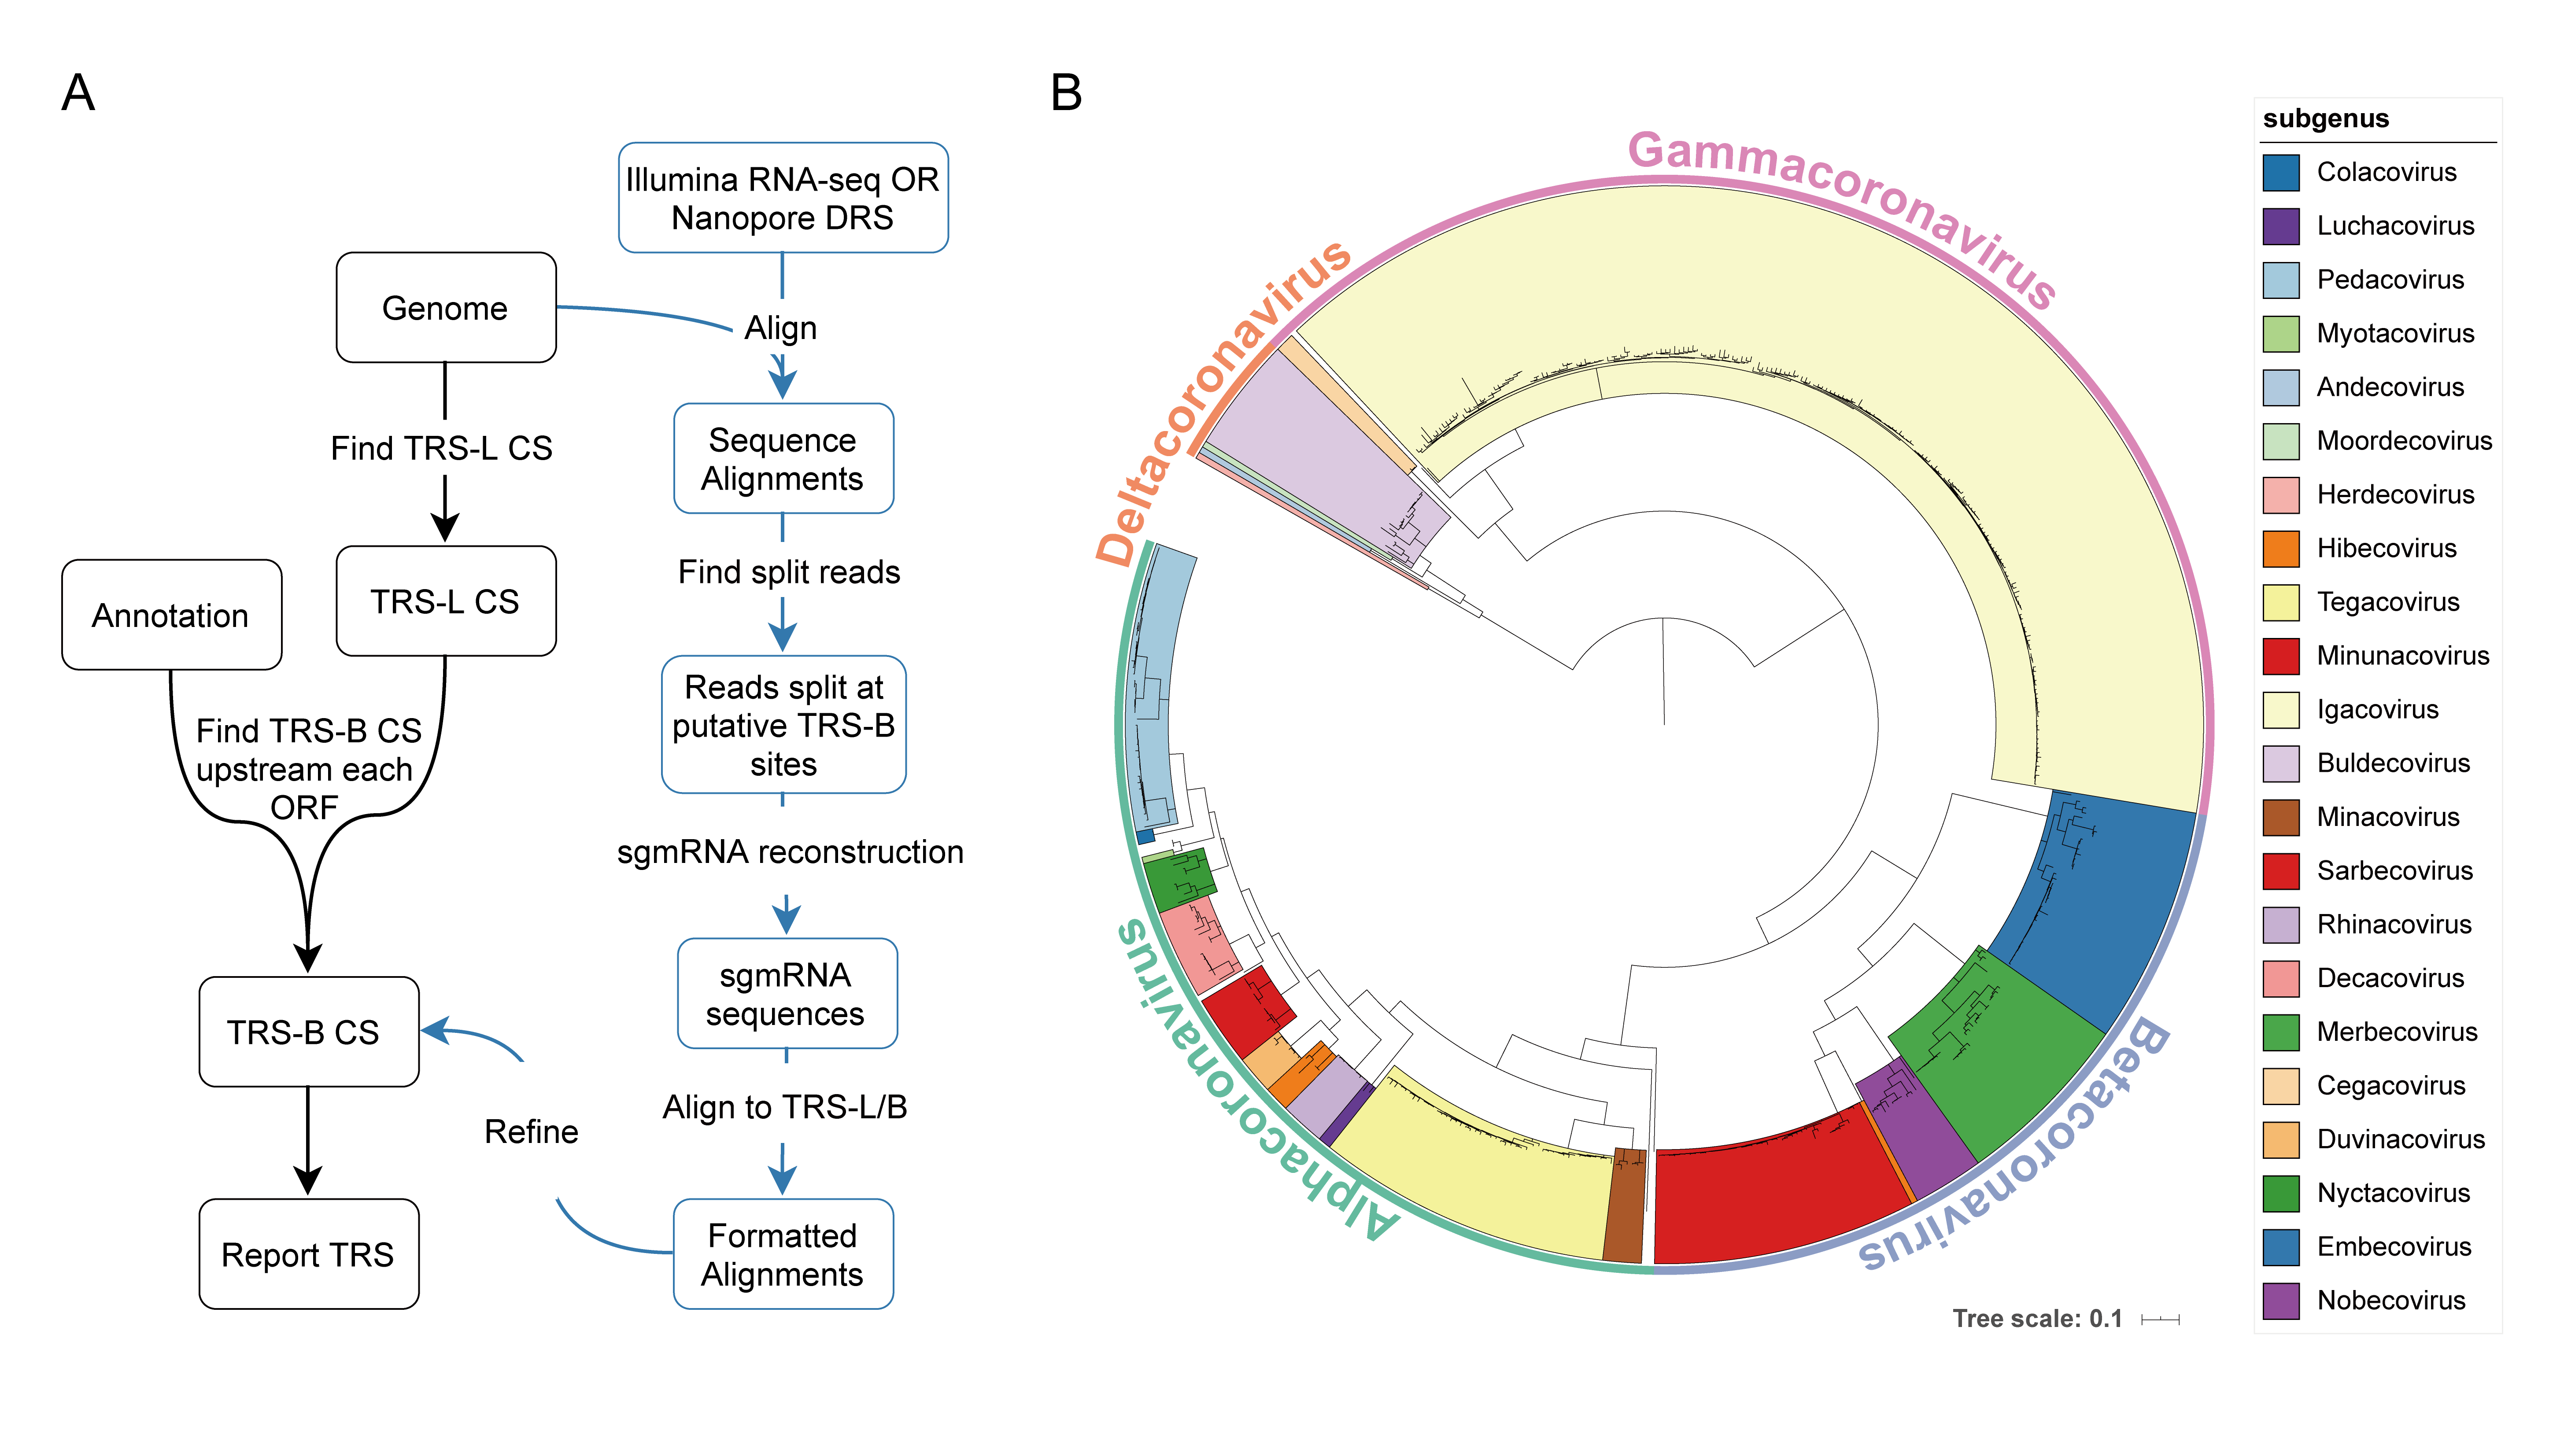 A
Illumina RNA-seq OR
Nanopore DRS
Genome
Align
Find TRS-L CS
Sequence
Alignments
Find split reads
Annotation
TRS-L CS
Reads split at
putative TRS-B
sites
Find TRS-B CS
upstream each
ORF
sgmRNA reconstruction
sgmRNA
sequences
TRS-B CS
Align to TRS-L/B
Refine
Report TRS
Formatted
Alignments
B
Gammacoronavirus
Deltacoronavirus
Alphacoronavirus
Betacoronavirus
Tree scale: 0.1
subgenus
Colacovirus
Luchacovirus
Pedacovirus
Myotacovirus
Andecovirus
Moordecovirus
Herdecovirus
Hibecovirus
Tegacovirus
Minunacovirus
Igacovirus
Buldecovirus
Minacovirus
Sarbecovirus
Rhinacovirus
Decacovirus
Merbecovirus
Cegacovirus
Duvinacovirus
Nyctacovirus
Embecovirus
Nobecovirus